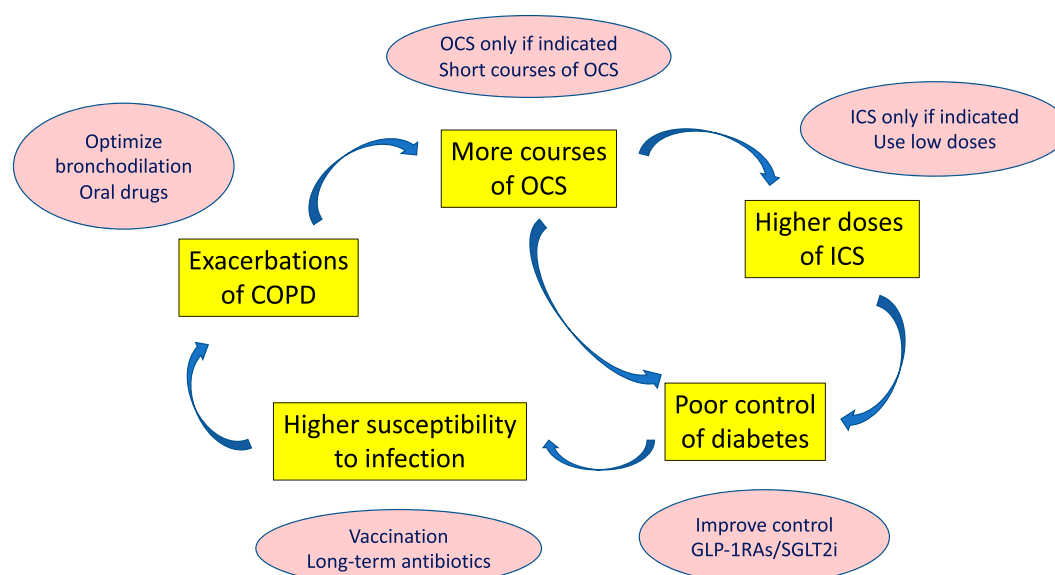 OCS only if indicated
Short courses of OCS
ICS only if indicated
Use low doses
Optimize
bronchodilation
Oral drugs
More courses
of OCS
Higher doses
of ICS
Exacerbations
of COPD
Poor control
of diabetes
Higher susceptibility
to infection
Vaccination
Long-term antibiotics
Improve control
GLP-1RAs/SGLT2i